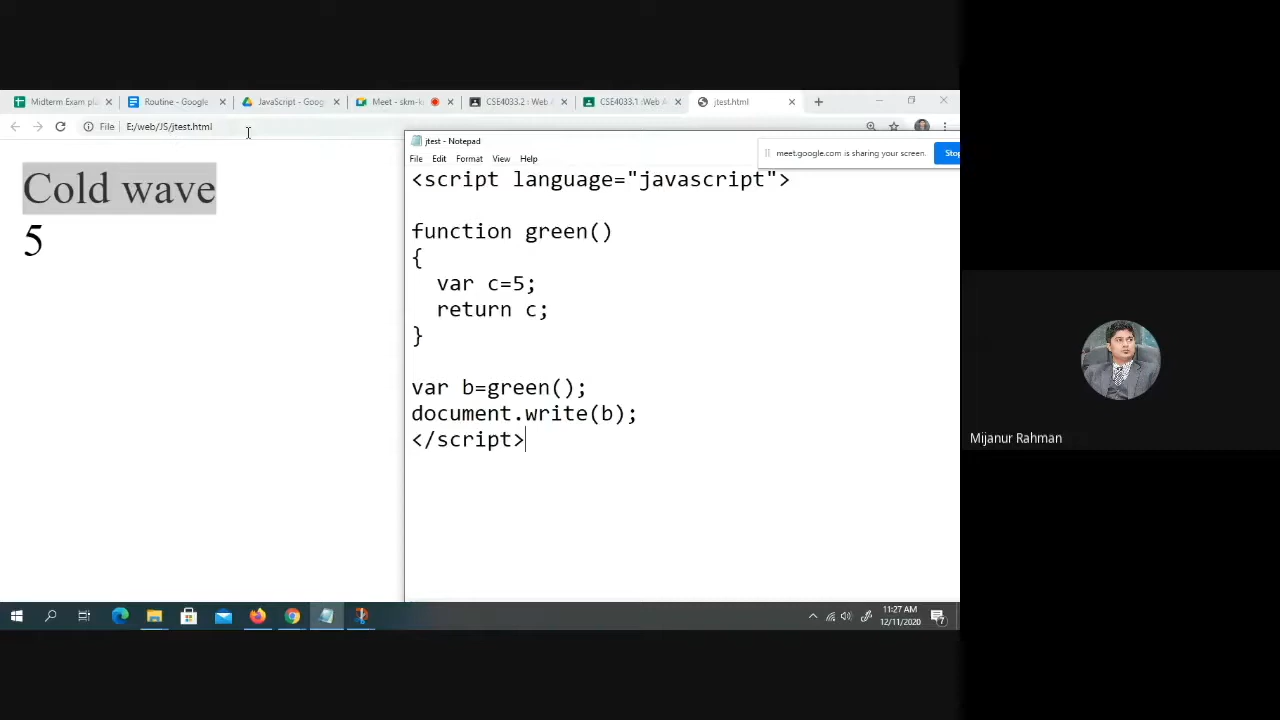 Midterm Exam pla
Routine - Google
JavaScript - Goog
Meet - skm-k
CSE4033.2 : Web A
CSE4033.1 :Web A
jtest.html
File
E:/web/JS/jtest.html
jtest - Notepad
File Edit Format View Help
meet.google.com is sharing your screen.
Stop
Cold wave
5
<script language="javascript">
function green()
{
var c=5;
return c;
}
var b=green();
document.write(b);
</script>
Mijanur Rahman
11:27 AM
12/11/2020
7